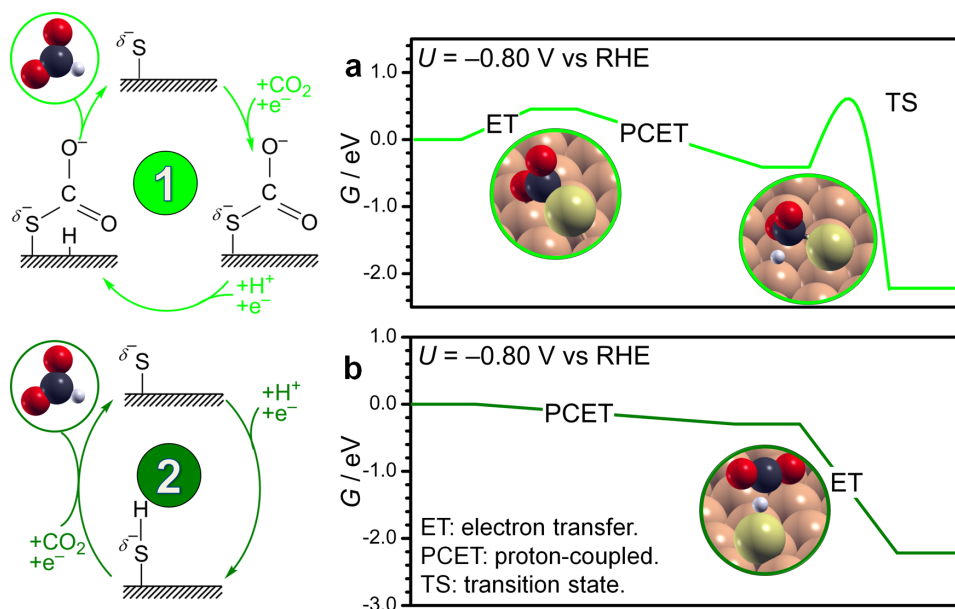 δ⁻
S
+CO₂
+e⁻
O⁻
C
O
δ⁻
S
H
1
O⁻
C
O
δ⁻
S
+H⁺
+e⁻
a
U = –0.80 V vs RHE
1.0
0.0
-1.0
-2.0
G / eV
ET
PCET
TS
δ⁻
S
+H⁺
+e⁻
2
H
δ⁻
S
+CO₂
+e⁻
b
U = –0.80 V vs RHE
1.0
0.0
-1.0
-2.0
-3.0
G / eV
PCET
ET
ET: electron transfer.
PCET: proton-coupled.
TS: transition state.